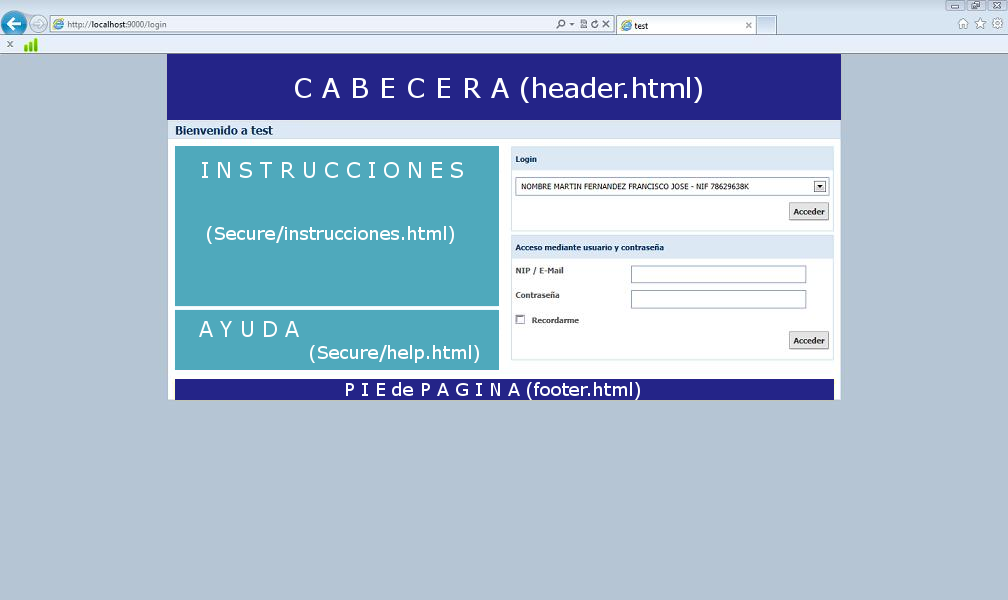 http://localhost:9000/login
test
C A B E C E R A (header.html)
Bienvenido a test
I N S T R U C C I O N E S
(Secure/instrucciones.html)
A Y U D A
(Secure/help.html)
Login
NOMBRE MARTIN FERNANDEZ FRANCISCO JOSE - NIF 78629638K
Acceder
Acceso mediante usuario y contraseña
NIP / E-Mail
Contraseña
Recordarme
Acceder
P I E de P A G I N A (footer.html)